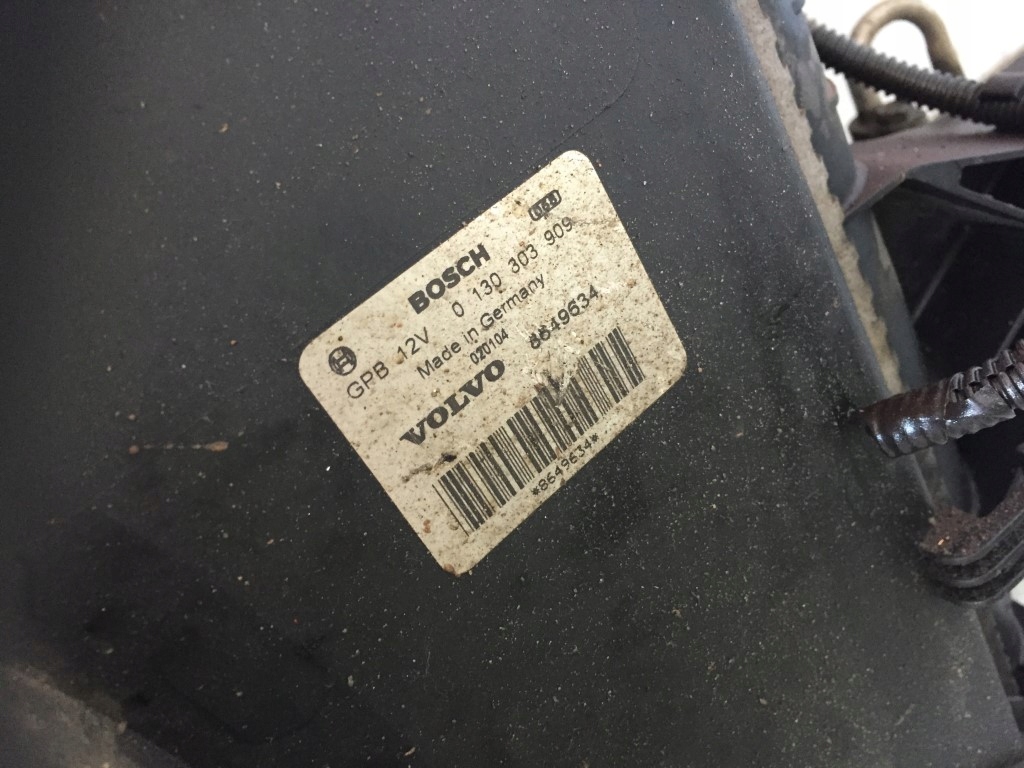 BOSCH
GPB 12V 0 130 303 909
Made in Germany
020104
VOLVO 8649634
*8649634*